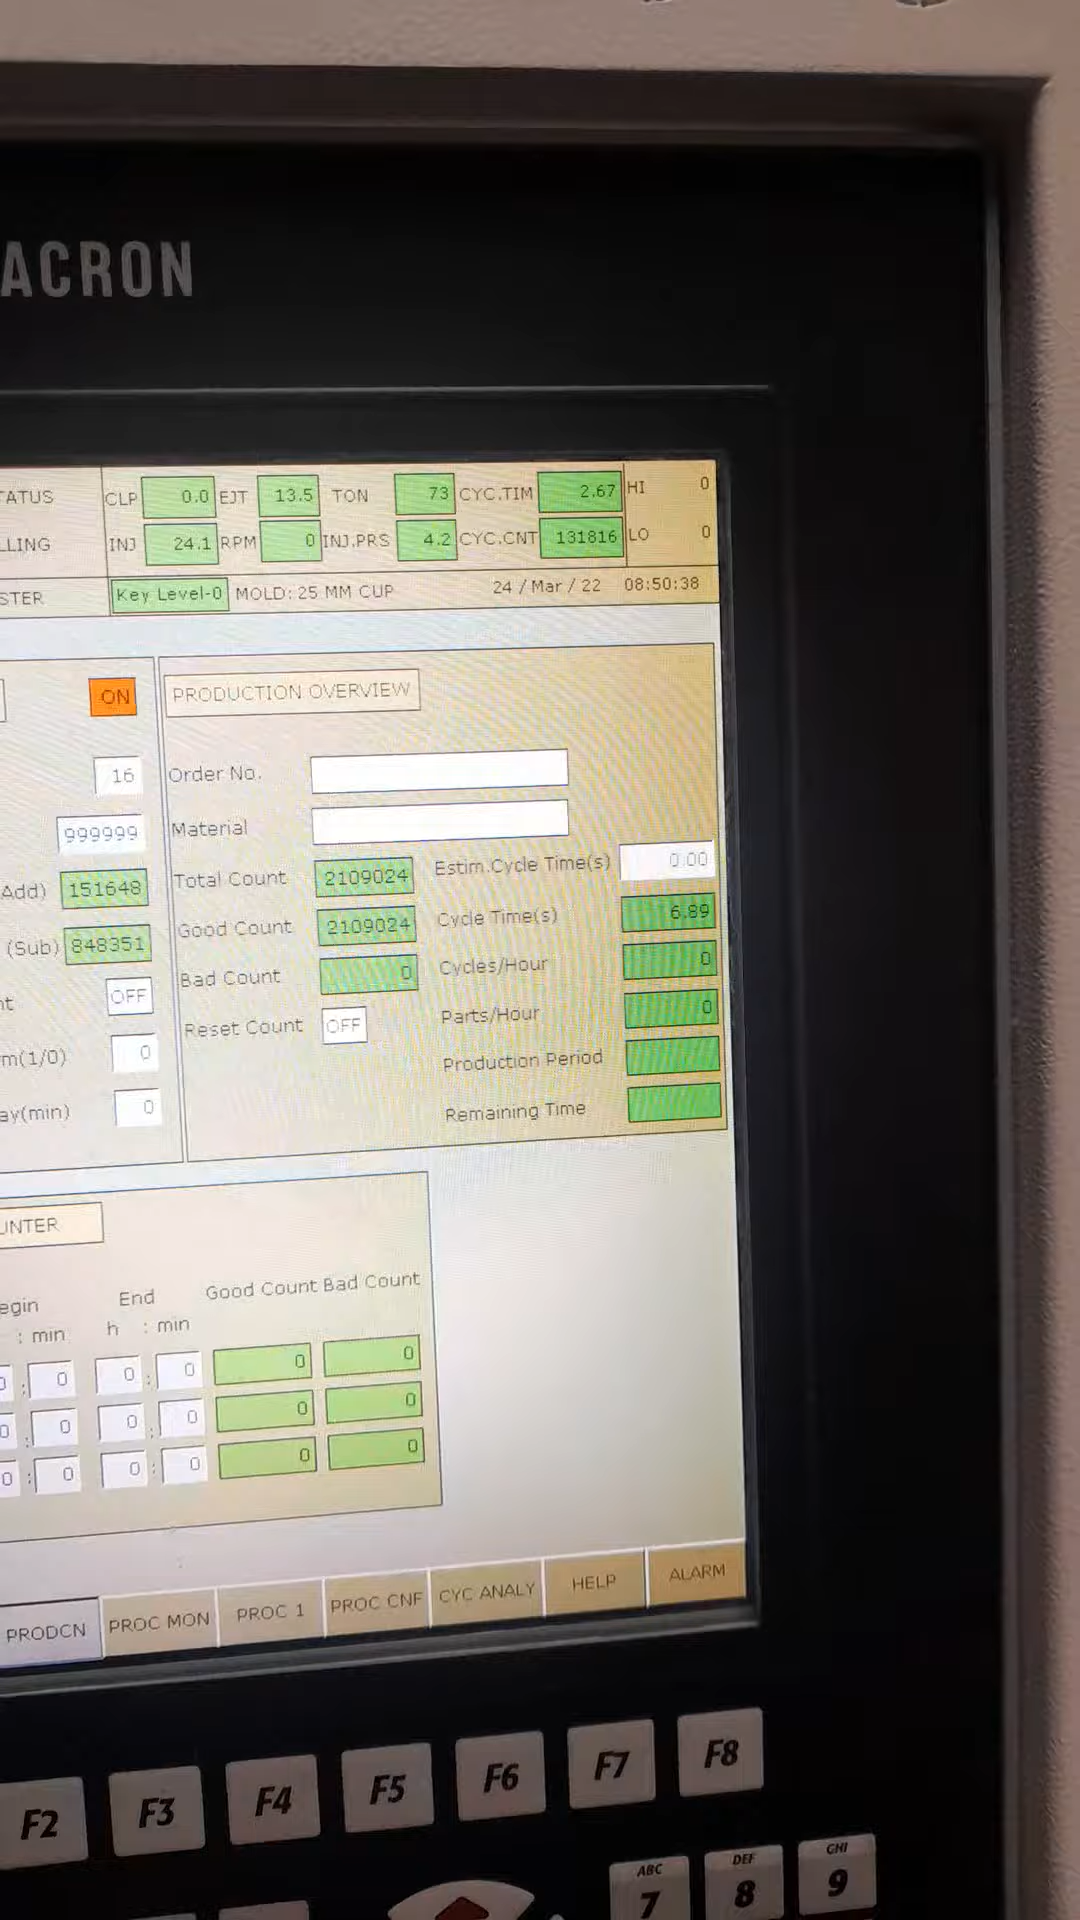 ACRON
TATUS CLP 0.0 EJT 13.5 TON 73 CYC.TIM 2.67 HI 0
LLING INJ 24.1 RPM 0 INJ.PRS 4.2 CYC.CNT 131816 LO 0
STER Key Level-0 MOLD: 25 MM CUP 24 / Mar / 22 08:50:38
ON PRODUCTION OVERVIEW
16 Order No.
999999 Material
Add) 151648 Total Count 2109024 Estim.Cycle Time(s) 0.00
(Sub) 848351 Good Count 2109024 Cycle Time(s) 6.89
nt OFF Bad Count 0 Cycles/Hour 0
m(1/0) 0 Reset Count OFF Parts/Hour 0
ay(min) 0 Production Period
Remaining Time
UNTER
egin End Good Count Bad Count
: min h : min
0 : 0 0 : 0 0 0
0 : 0 0 : 0 0 0
0 : 0 0 : 0 0 0
PRODCN PROC MON PROC 1 PROC CNF CYC ANALY HELP ALARM
F2 F3 F4 F5 F6 F7 F8
ABC DEF GHI
7 8 9